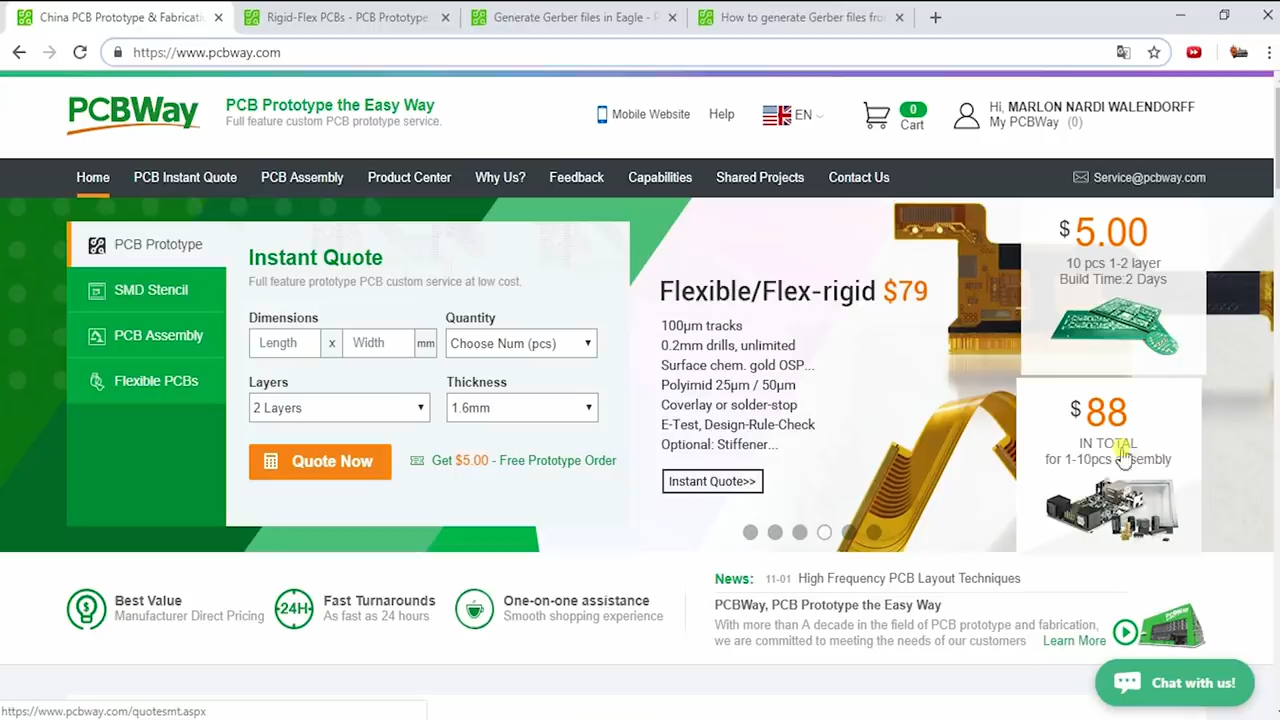 China PCB Prototype & Fabricati
Rigid-Flex PCBs - PCB Prototype
Generate Gerber files in Eagle - P
How to generate Gerber files fro
https://www.pcbway.com
PCBWay
PCB Prototype the Easy Way
Full feature custom PCB prototype service.
Mobile Website
Help
EN
0
Cart
Hi, MARLON NARDI WALENDORFF
My PCBWay (0)
Home
PCB Instant Quote
PCB Assembly
Product Center
Why Us?
Feedback
Capabilities
Shared Projects
Contact Us
Service@pcbway.com
PCB Prototype
SMD Stencil
PCB Assembly
Flexible PCBs
Instant Quote
Full feature prototype PCB custom service at low cost.
Dimensions
Quantity
Length x Width mm
Choose Num (pcs)
Layers
Thickness
2 Layers
1.6mm
Quote Now
Get $5.00 - Free Prototype Order
Flexible/Flex-rigid $79
100µm tracks
0.2mm drills, unlimited
Surface chem. gold OSP...
Polyimid 25µm / 50µm
Coverlay or solder-stop
E-Test, Design-Rule-Check
Optional: Stiffener...
Instant Quote>>
$ 5.00
10 pcs 1-2 layer
Build Time:2 Days
$ 88
IN TOTAL
for 1-10pcs assembly
Best Value
Manufacturer Direct Pricing
24H
Fast Turnarounds
As fast as 24 hours
One-on-one assistance
Smooth shopping experience
News: 11-01 High Frequency PCB Layout Techniques
PCBWay, PCB Prototype the Easy Way
With more than A decade in the field of PCB prototype and fabrication,
we are committed to meeting the needs of our customers Learn More
Chat with us!
https://www.pcbway.com/quotesmt.aspx